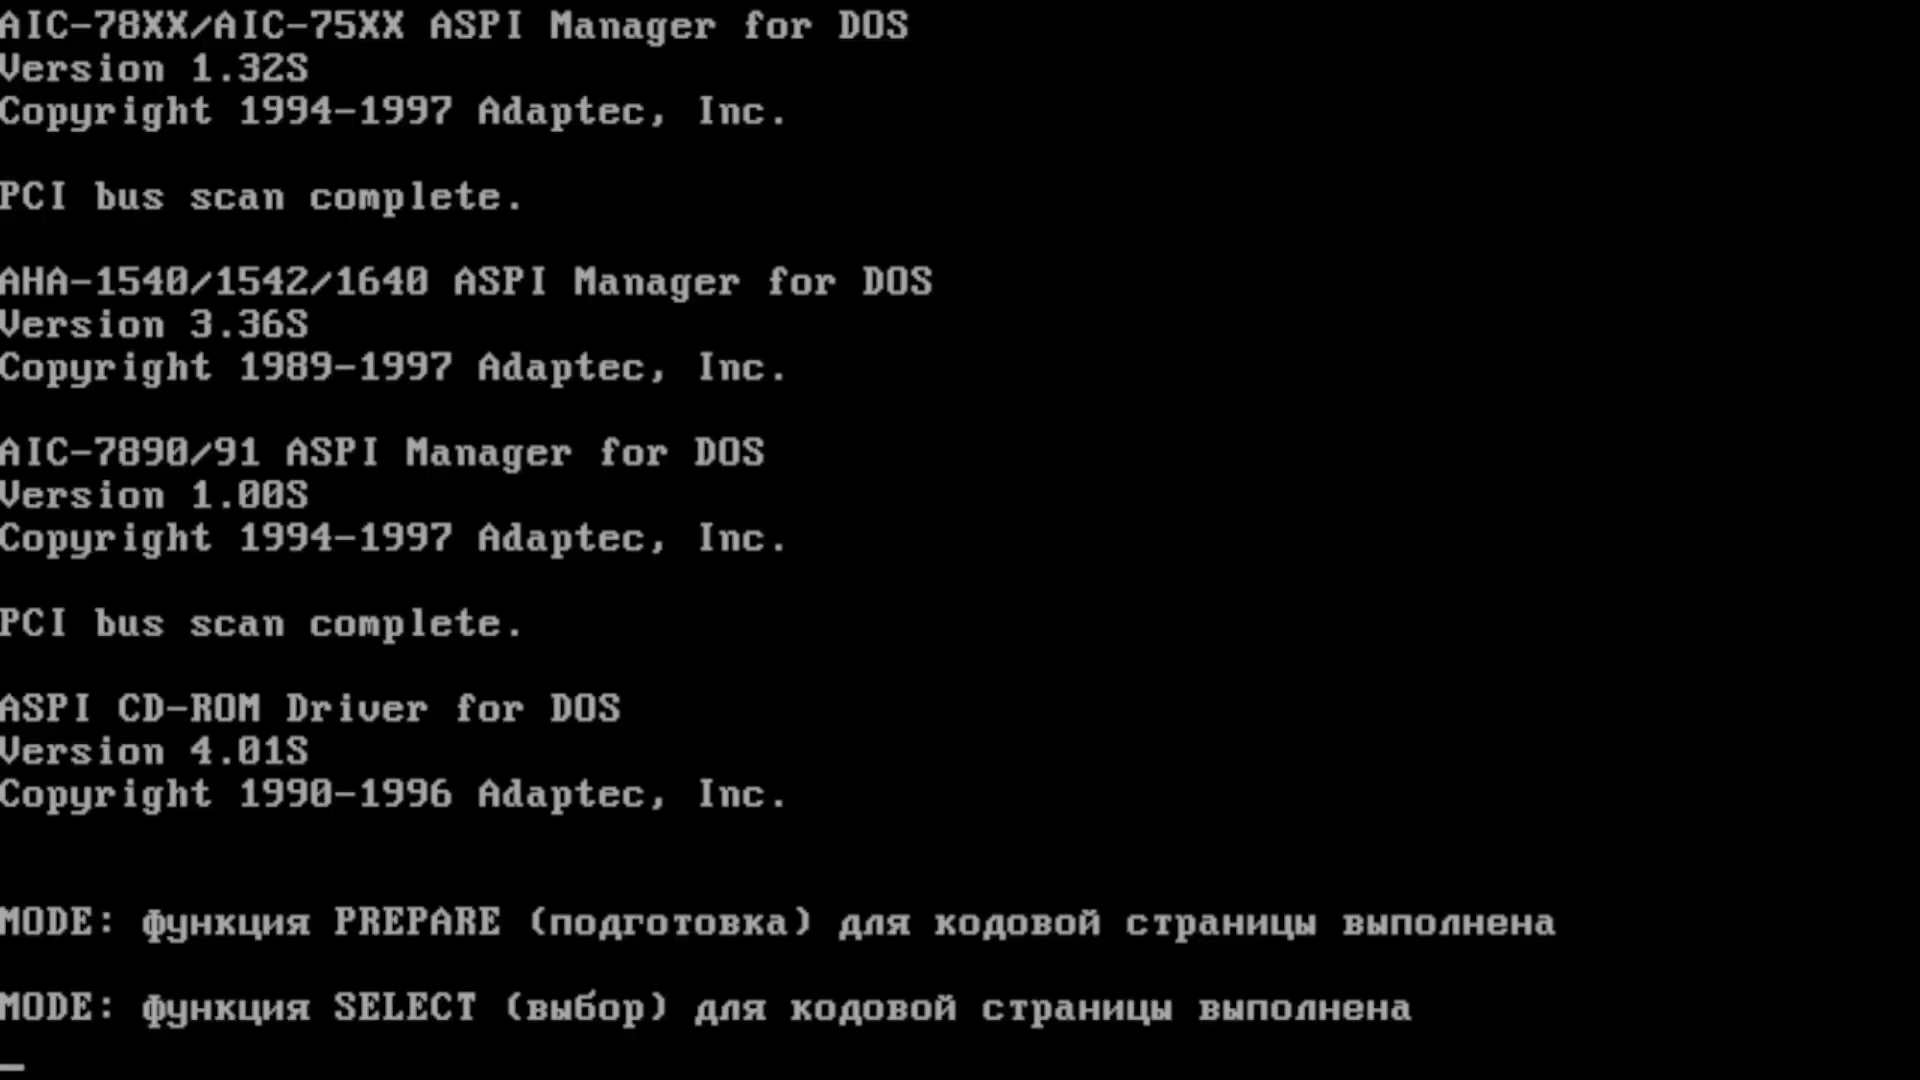 AIC-78XX/AIC-75XX ASPI Manager for DOS
Version 1.32S
Copyright 1994-1997 Adaptec, Inc.
PCI bus scan complete.
AHA-1540/1542/1640 ASPI Manager for DOS
Version 3.36S
Copyright 1989-1997 Adaptec, Inc.
AIC-7890/91 ASPI Manager for DOS
Version 1.00S
Copyright 1994-1997 Adaptec, Inc.
PCI bus scan complete.
ASPI CD-ROM Driver for DOS
Version 4.01S
Copyright 1990-1996 Adaptec, Inc.
MODE: функция PREPARE (подготовка) для кодовой страницы выполнена
MODE: функция SELECT (выбор) для кодовой страницы выполнена